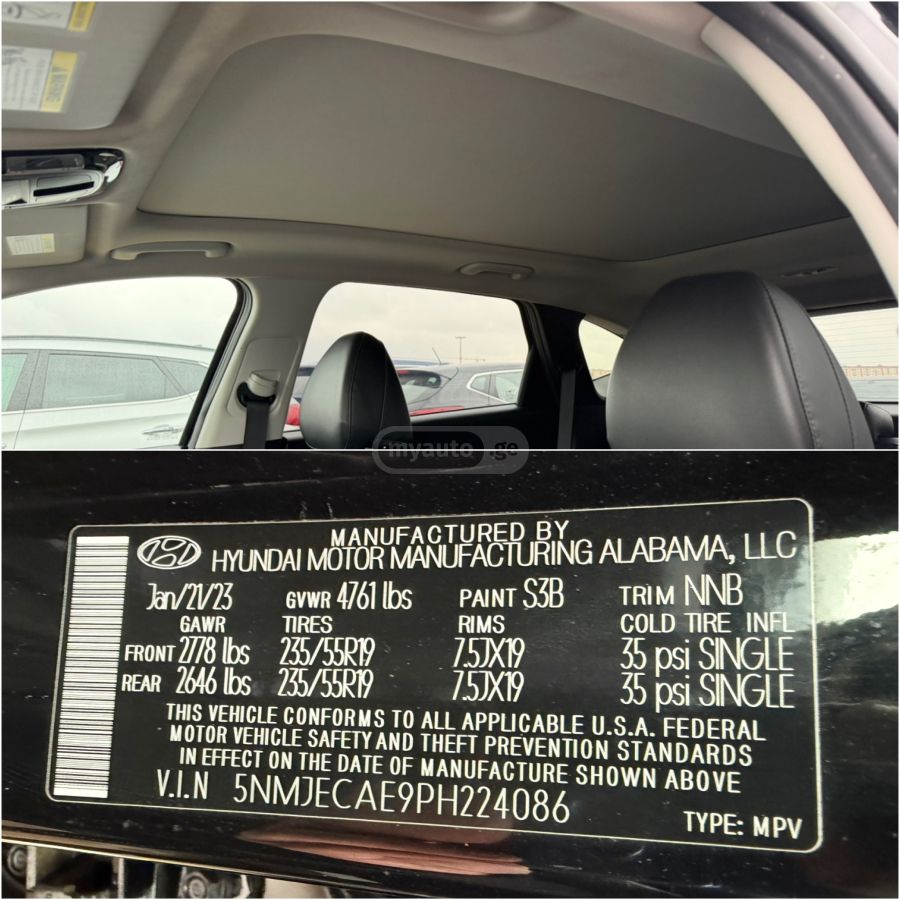 WARNING
myauto.ge
MANUFACTURED BY
HYUNDAI MOTOR MANUFACTURING ALABAMA, LLC
Jan/21/23 GVWR 4761 lbs PAINT S3B TRIM NNB
GAWR TIRES RIMS COLD TIRE INFL
FRONT 2778 lbs 235/55R19 7.5JX19 35 psi SINGLE
REAR 2646 lbs 235/55R19 7.5JX19 35 psi SINGLE
THIS VEHICLE CONFORMS TO ALL APPLICABLE U.S.A. FEDERAL
MOTOR VEHICLE SAFETY AND THEFT PREVENTION STANDARDS
IN EFFECT ON THE DATE OF MANUFACTURE SHOWN ABOVE
V.I.N 5NMJECAE9PH224086
TYPE: MPV